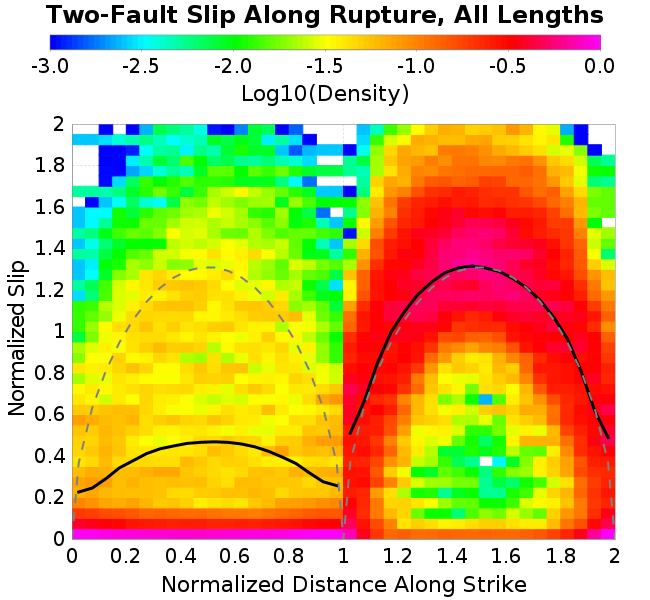 Two-Fault Slip Along Rupture, All Lengths
-3.0 -2.5 -2.0 -1.5 -1.0 -0.5 0.0
Log10(Density)
Normalized Slip
2
1.8
1.6
1.4
1.2
1
0.8
0.6
0.4
0.2
0
0 0.2 0.4 0.6 0.8 1 1.2 1.4 1.6 1.8 2
Normalized Distance Along Strike